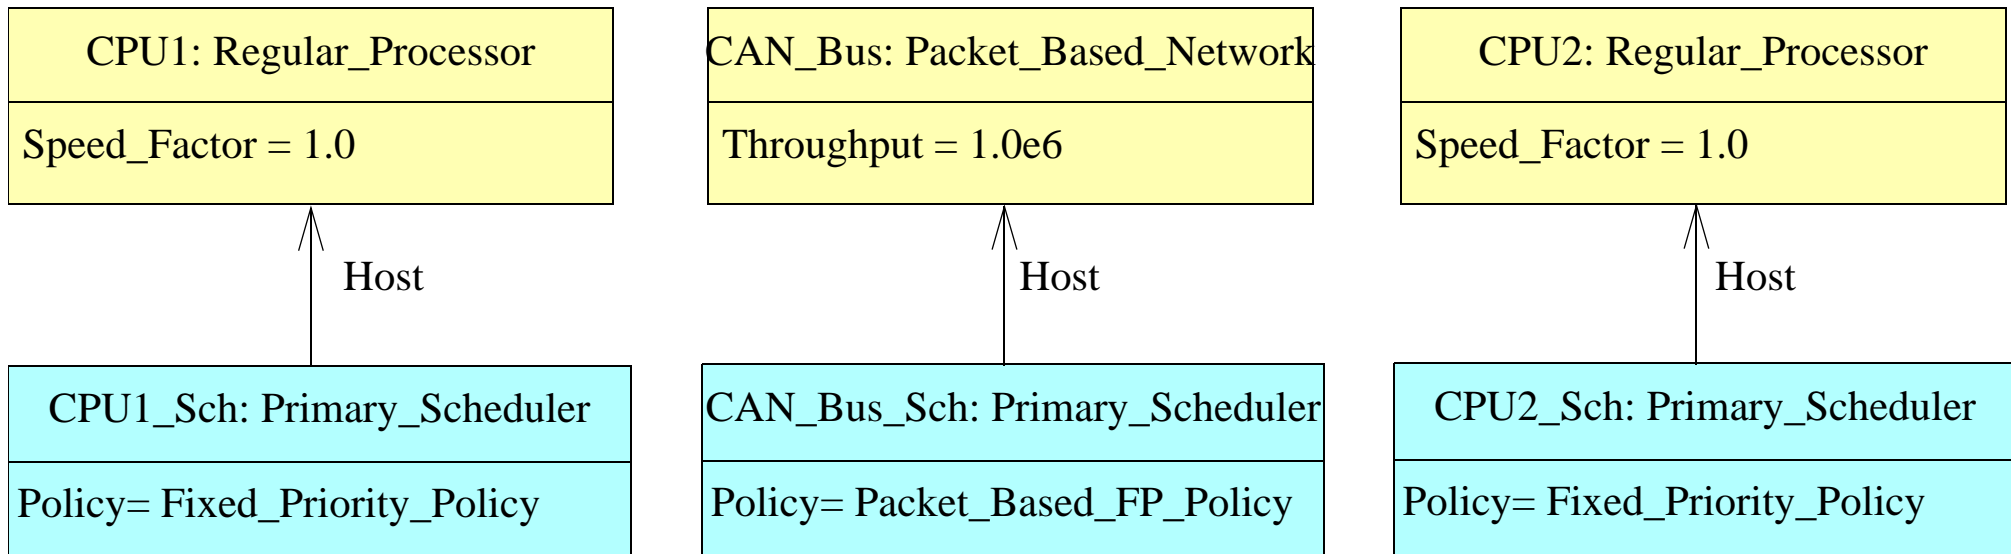 CPU1: Regular_Processor
Speed_Factor = 1.0
CAN_Bus: Packet_Based_Network
Throughput = 1.0e6
CPU2: Regular_Processor
Speed_Factor = 1.0
Host
Host
Host
CPU1_Sch: Primary_Scheduler
Policy= Fixed_Priority_Policy
CAN_Bus_Sch: Primary_Scheduler
Policy= Packet_Based_FP_Policy
CPU2_Sch: Primary_Scheduler
Policy= Fixed_Priority_Policy